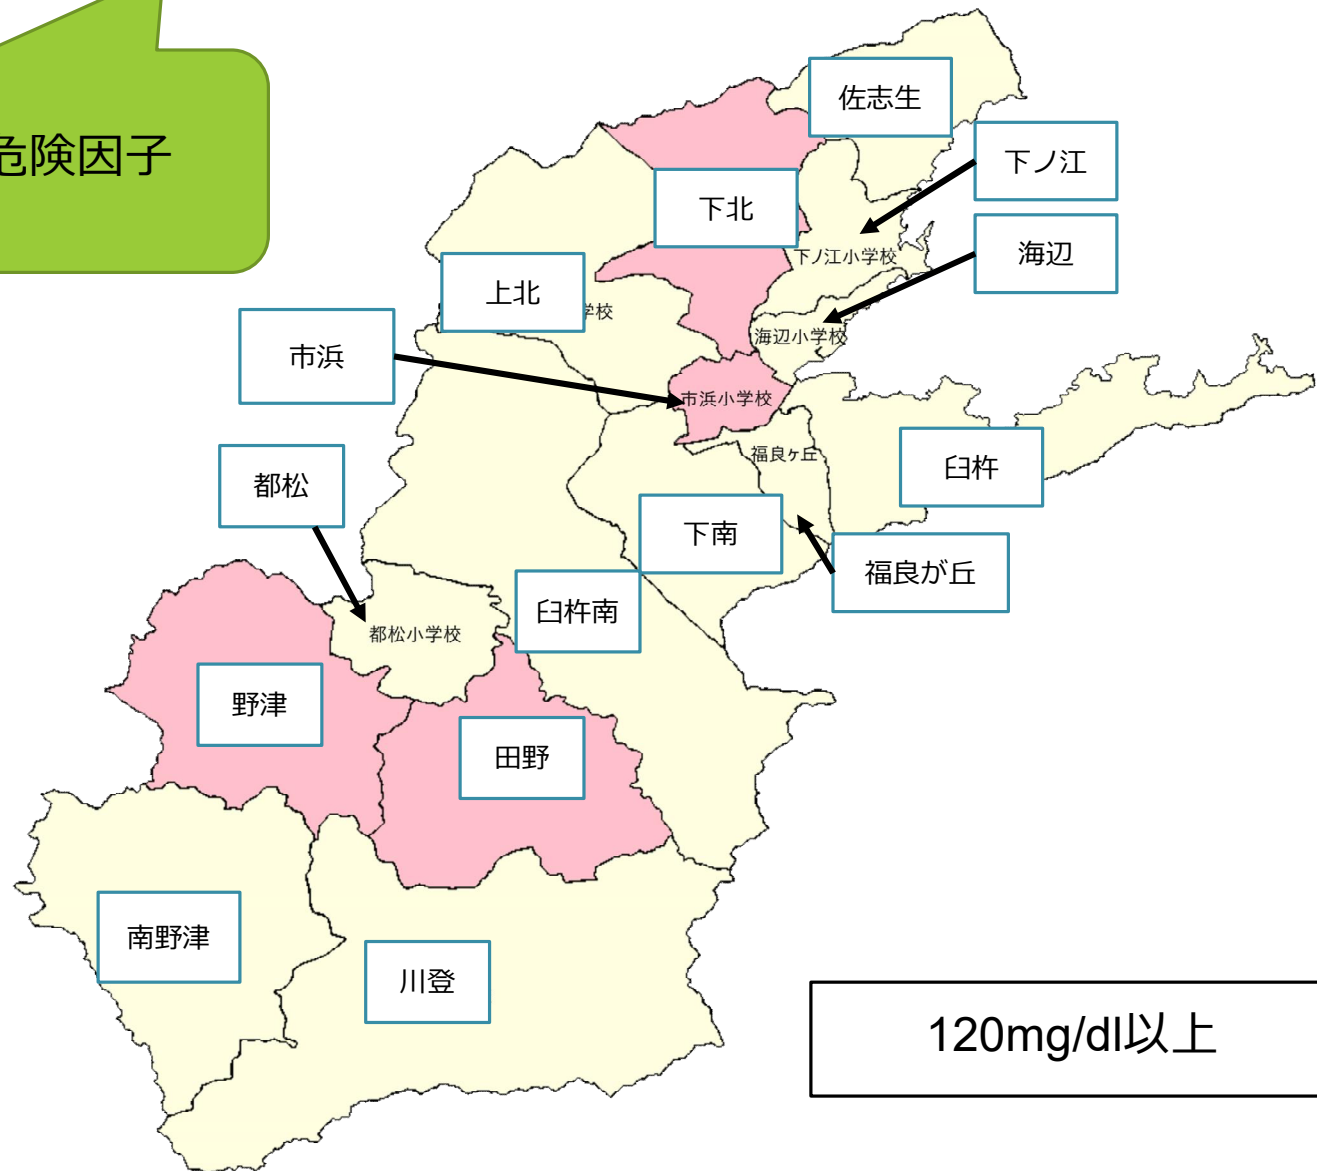 危険因子
佐志生
下ノ江
下北
海辺
下ノ江小学校
上北
学校
市浜
海辺小学校
市浜小学校
福良ヶ丘
臼杵
都松
下南
福良が丘
臼杵南
都松小学校
野津
田野
南野津
川登
120mg/dl以上